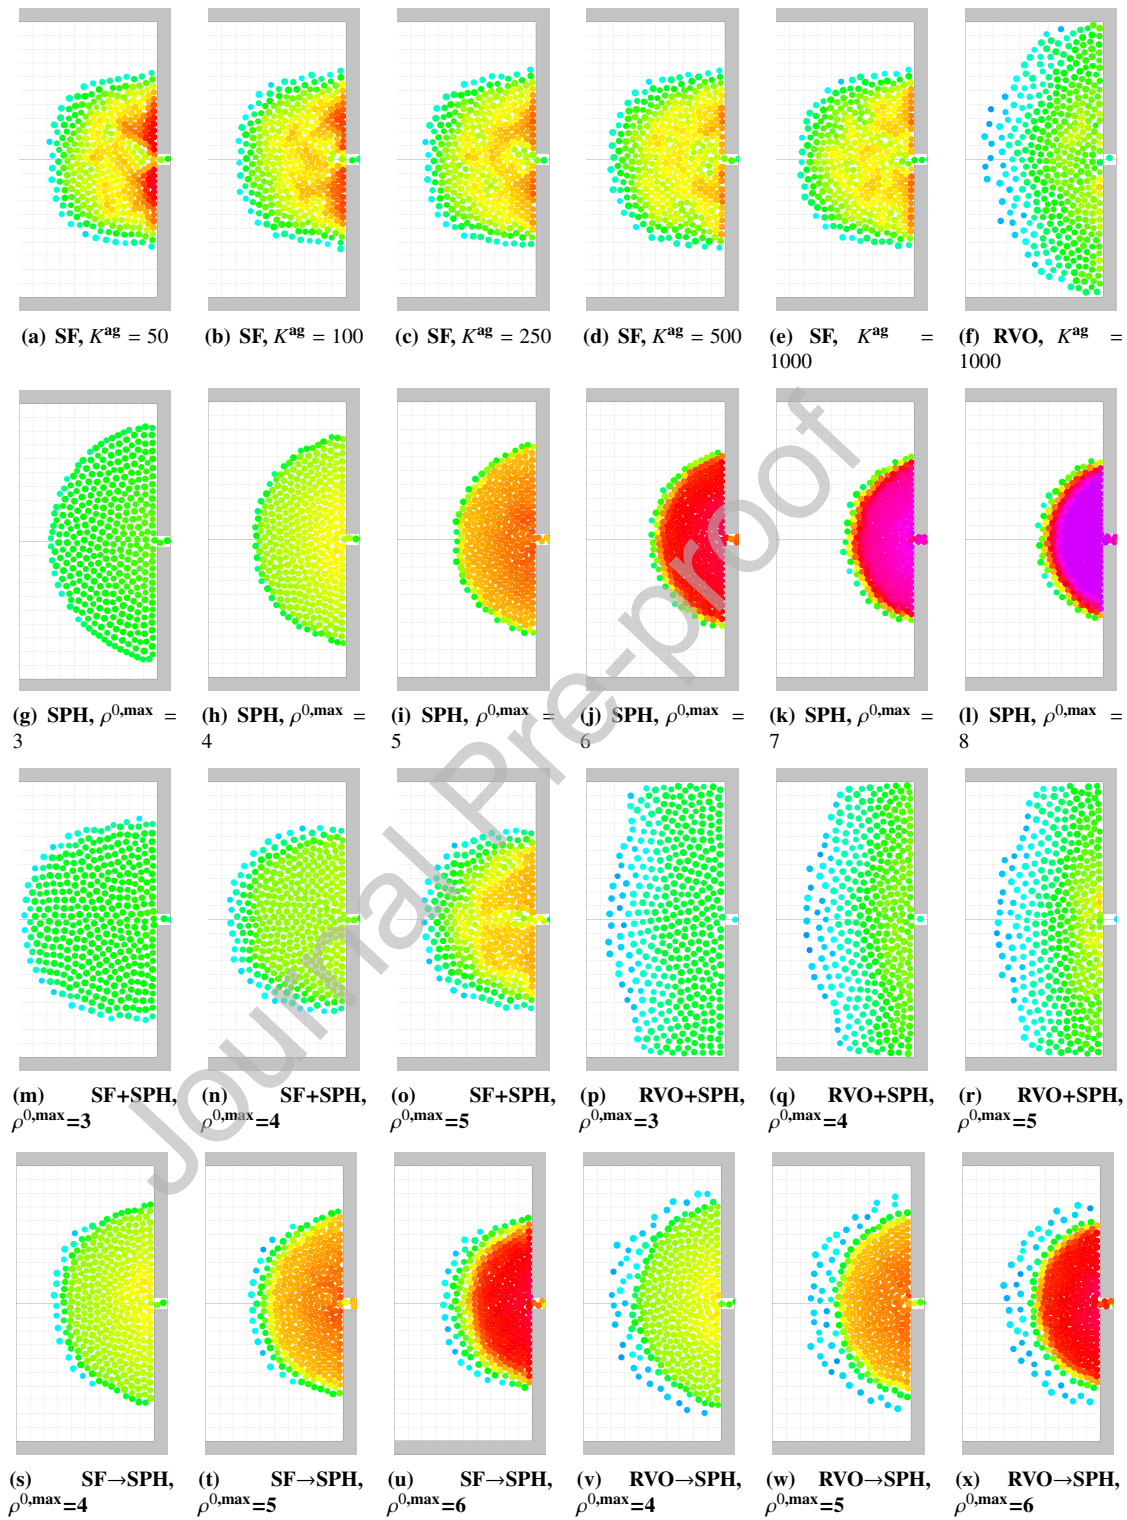 (a) SF, K^ag = 50
(b) SF, K^ag = 100
(c) SF, K^ag = 250
(d) SF, K^ag = 500
(e) SF, K^ag =
1000
(f) RVO, K^ag =
1000
(g) SPH, ρ^0,max =
3
(h) SPH, ρ^0,max =
4
(i) SPH, ρ^0,max =
5
(j) SPH, ρ^0,max =
6
(k) SPH, ρ^0,max =
7
(l) SPH, ρ^0,max =
8
(m) SF+SPH,
ρ^0,max=3
(n) SF+SPH,
ρ^0,max=4
(o) SF+SPH,
ρ^0,max=5
(p) RVO+SPH,
ρ^0,max=3
(q) RVO+SPH,
ρ^0,max=4
(r) RVO+SPH,
ρ^0,max=5
(s) SF→SPH,
ρ^0,max=4
(t) SF→SPH,
ρ^0,max=5
(u) SF→SPH,
ρ^0,max=6
(v) RVO→SPH,
ρ^0,max=4
(w) RVO→SPH,
ρ^0,max=5
(x) RVO→SPH,
ρ^0,max=6
Journal Pre-proof